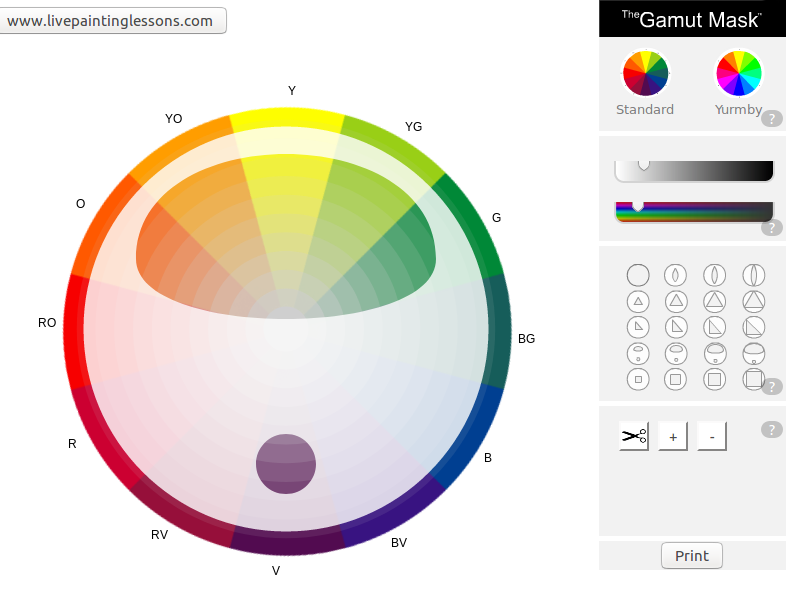 www.livepaintinglessons.com
The Gamut Mask™
Standard
Yurmby
?
?
?
?
+
-
Print
Y
YO
YG
O
G
RO
BG
R
B
RV
BV
V